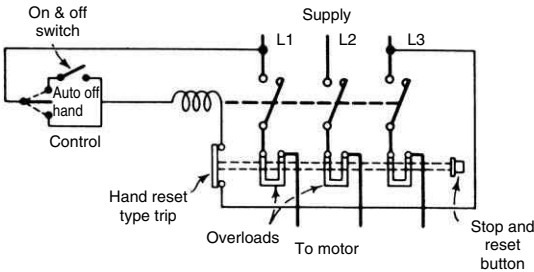 On & off
switch
Supply
L1
L2
L3
Auto off
hand
Control
Hand reset
type trip
Overloads
To motor
Stop and
reset
button